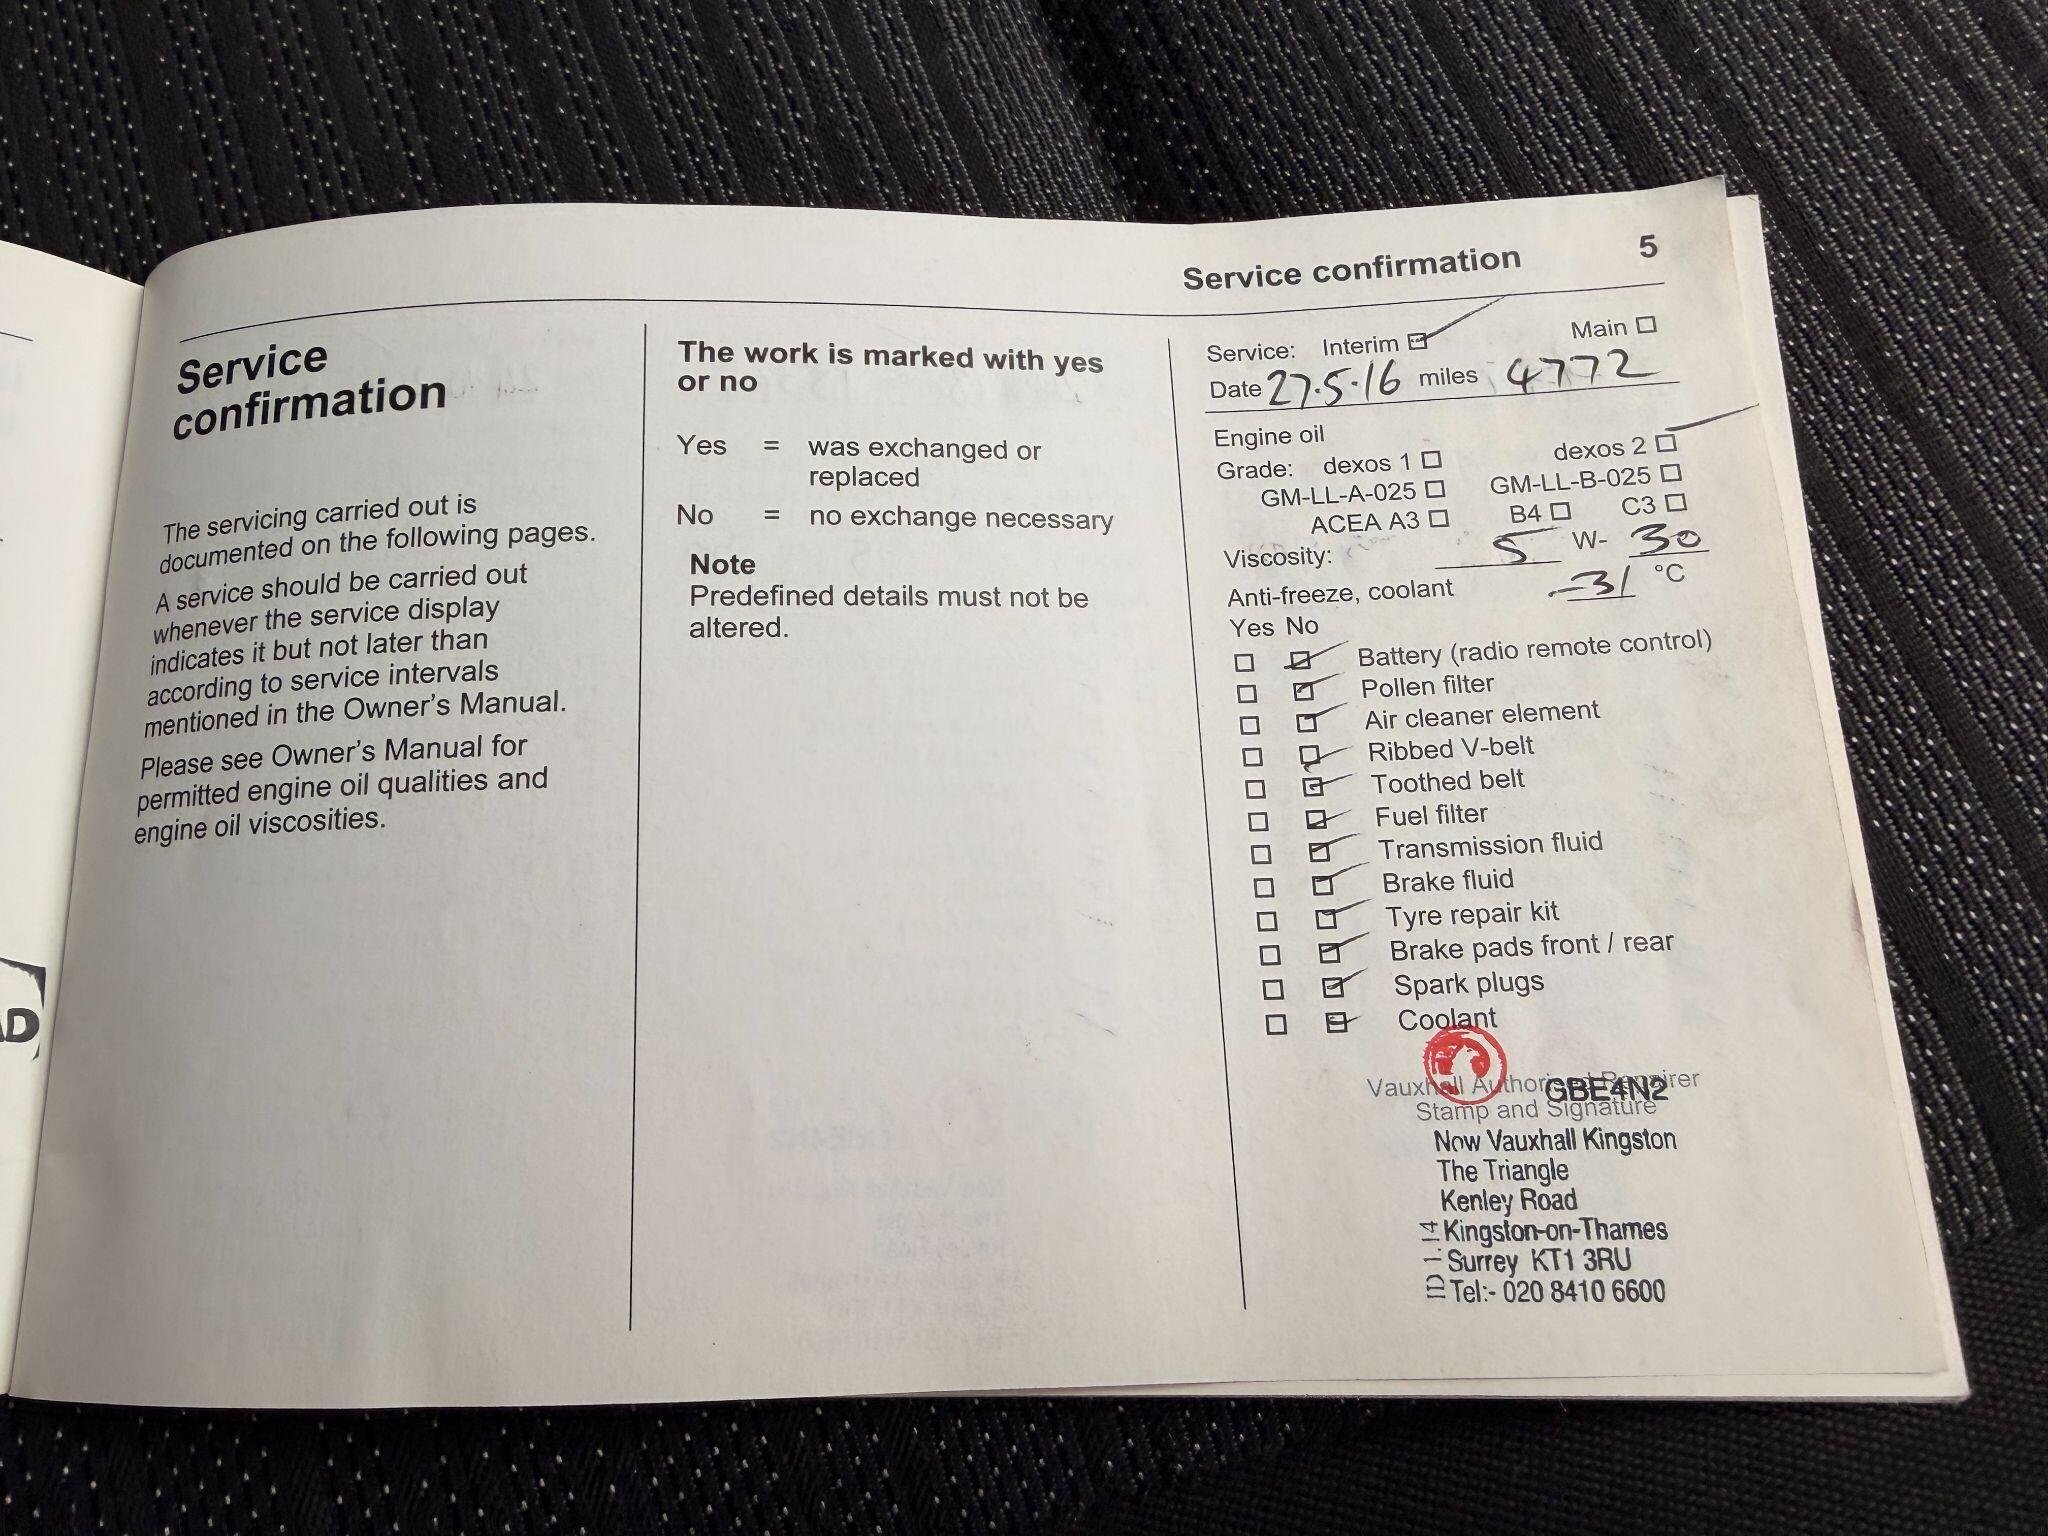 Service confirmation 5
Service
confirmation
The servicing carried out is
documented on the following pages.
A service should be carried out
whenever the service display
indicates it but not later than
according to service intervals
mentioned in the Owner's Manual.
Please see Owner's Manual for
permitted engine oil qualities and
engine oil viscosities.
The work is marked with yes
or no
Yes = was exchanged or
replaced
No = no exchange necessary
Note
Predefined details must not be
altered.
Service: Interim Main
Date 27.5.16 miles 4772
Engine oil
Grade: dexos 1 dexos 2
GM-LL-A-025 GM-LL-B-025
ACEA A3 B4 C3
Viscosity: 5 W- 30
Anti-freeze, coolant -31 °C
Yes No
Battery (radio remote control)
Pollen filter
Air cleaner element
Ribbed V-belt
Toothed belt
Fuel filter
Transmission fluid
Brake fluid
Tyre repair kit
Brake pads front / rear
Spark plugs
Coolant
Vauxhall Authorised Repairer
GBE4N2
Stamp and Signature
Now Vauxhall Kingston
The Triangle
Kenley Road
Kingston-on-Thames
Surrey KT1 3RU
Tel:- 020 8410 6600